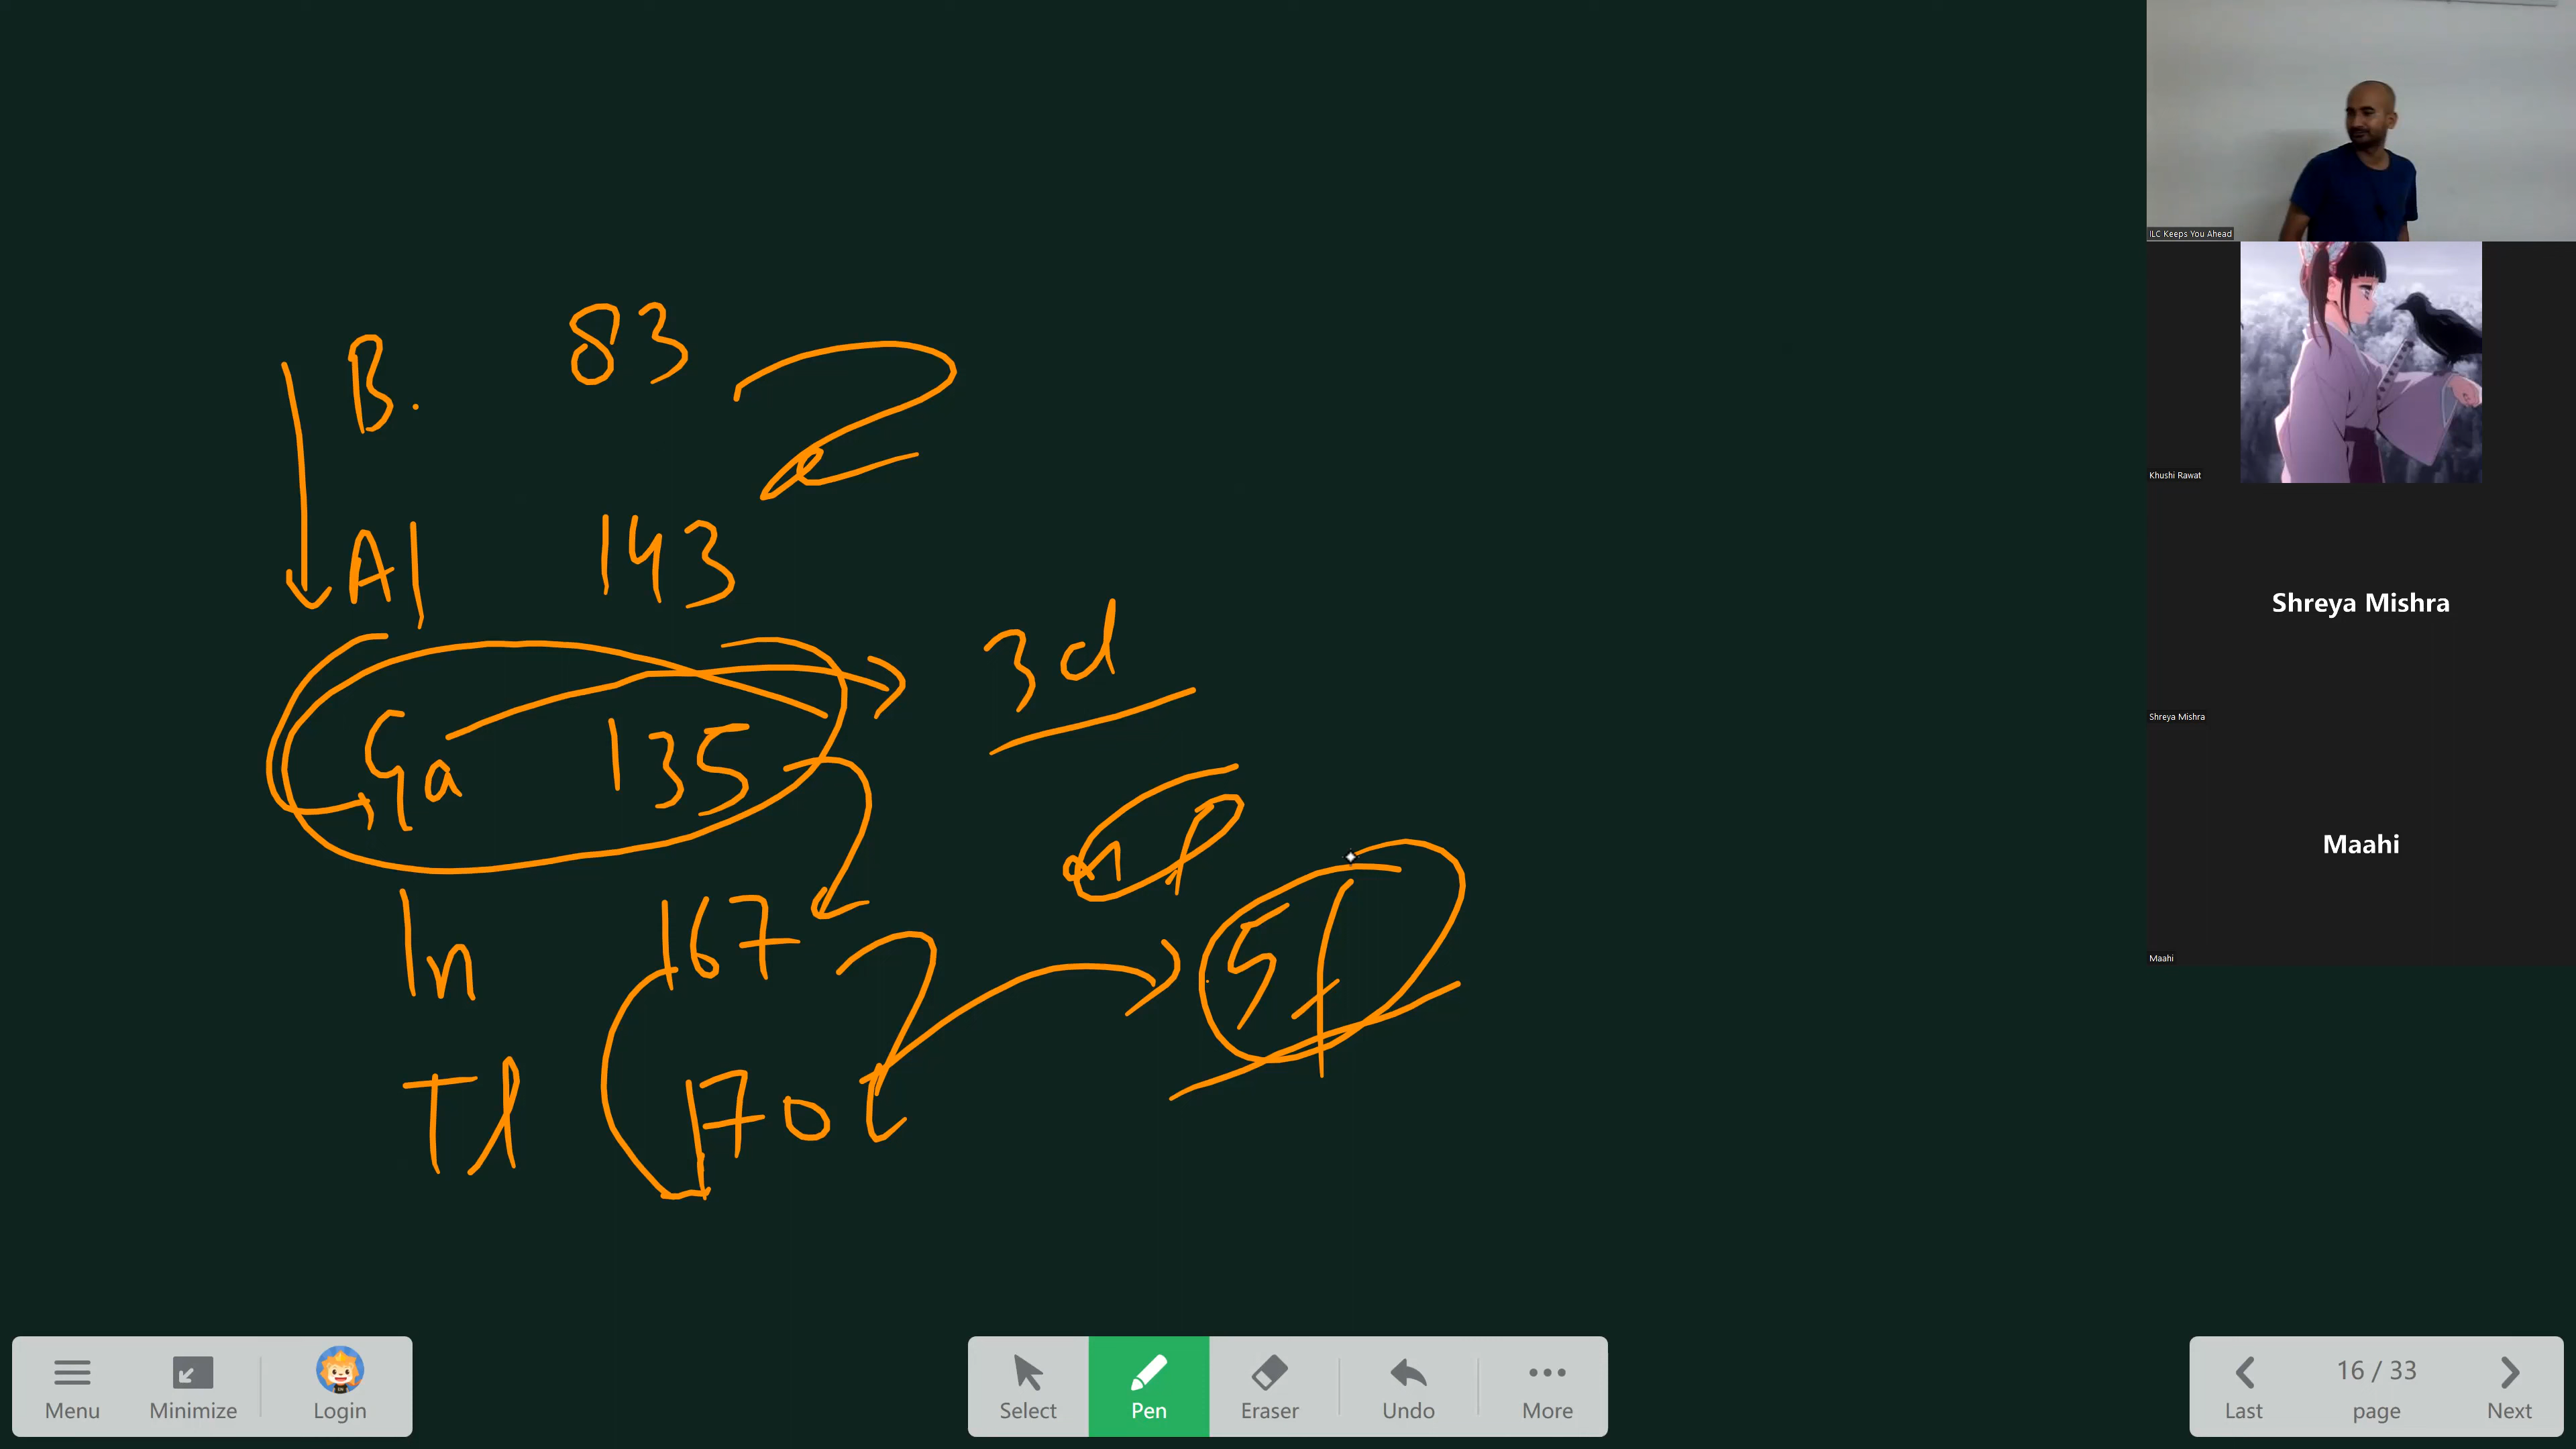 B. 83
Al 143
Ga 135
3d
In 167
5f
Tl 170
ILC Keeps You Ahead
Khushi Rawat
Shreya Mishra
Shreya Mishra
Maahi
Maahi
Menu Minimize Login
Select Pen Eraser Undo More
16 / 33
Last page Next